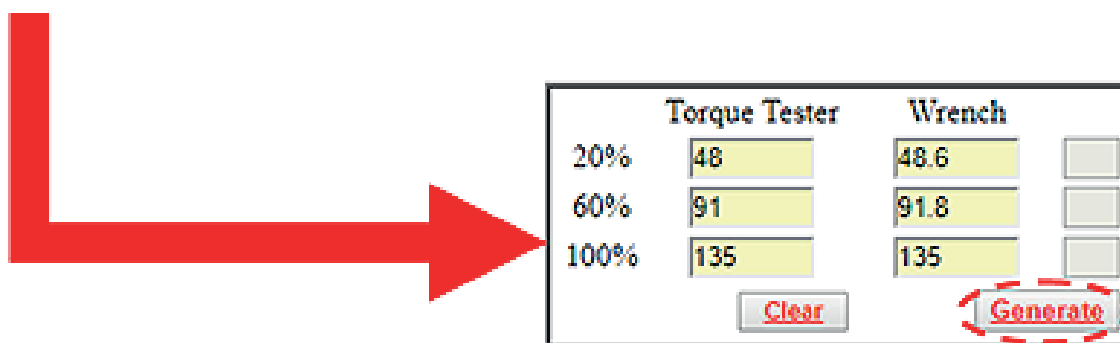 Torque Tester Wrench
20% 48 48.6
60% 91 91.8
100% 135 135
Clear Generate